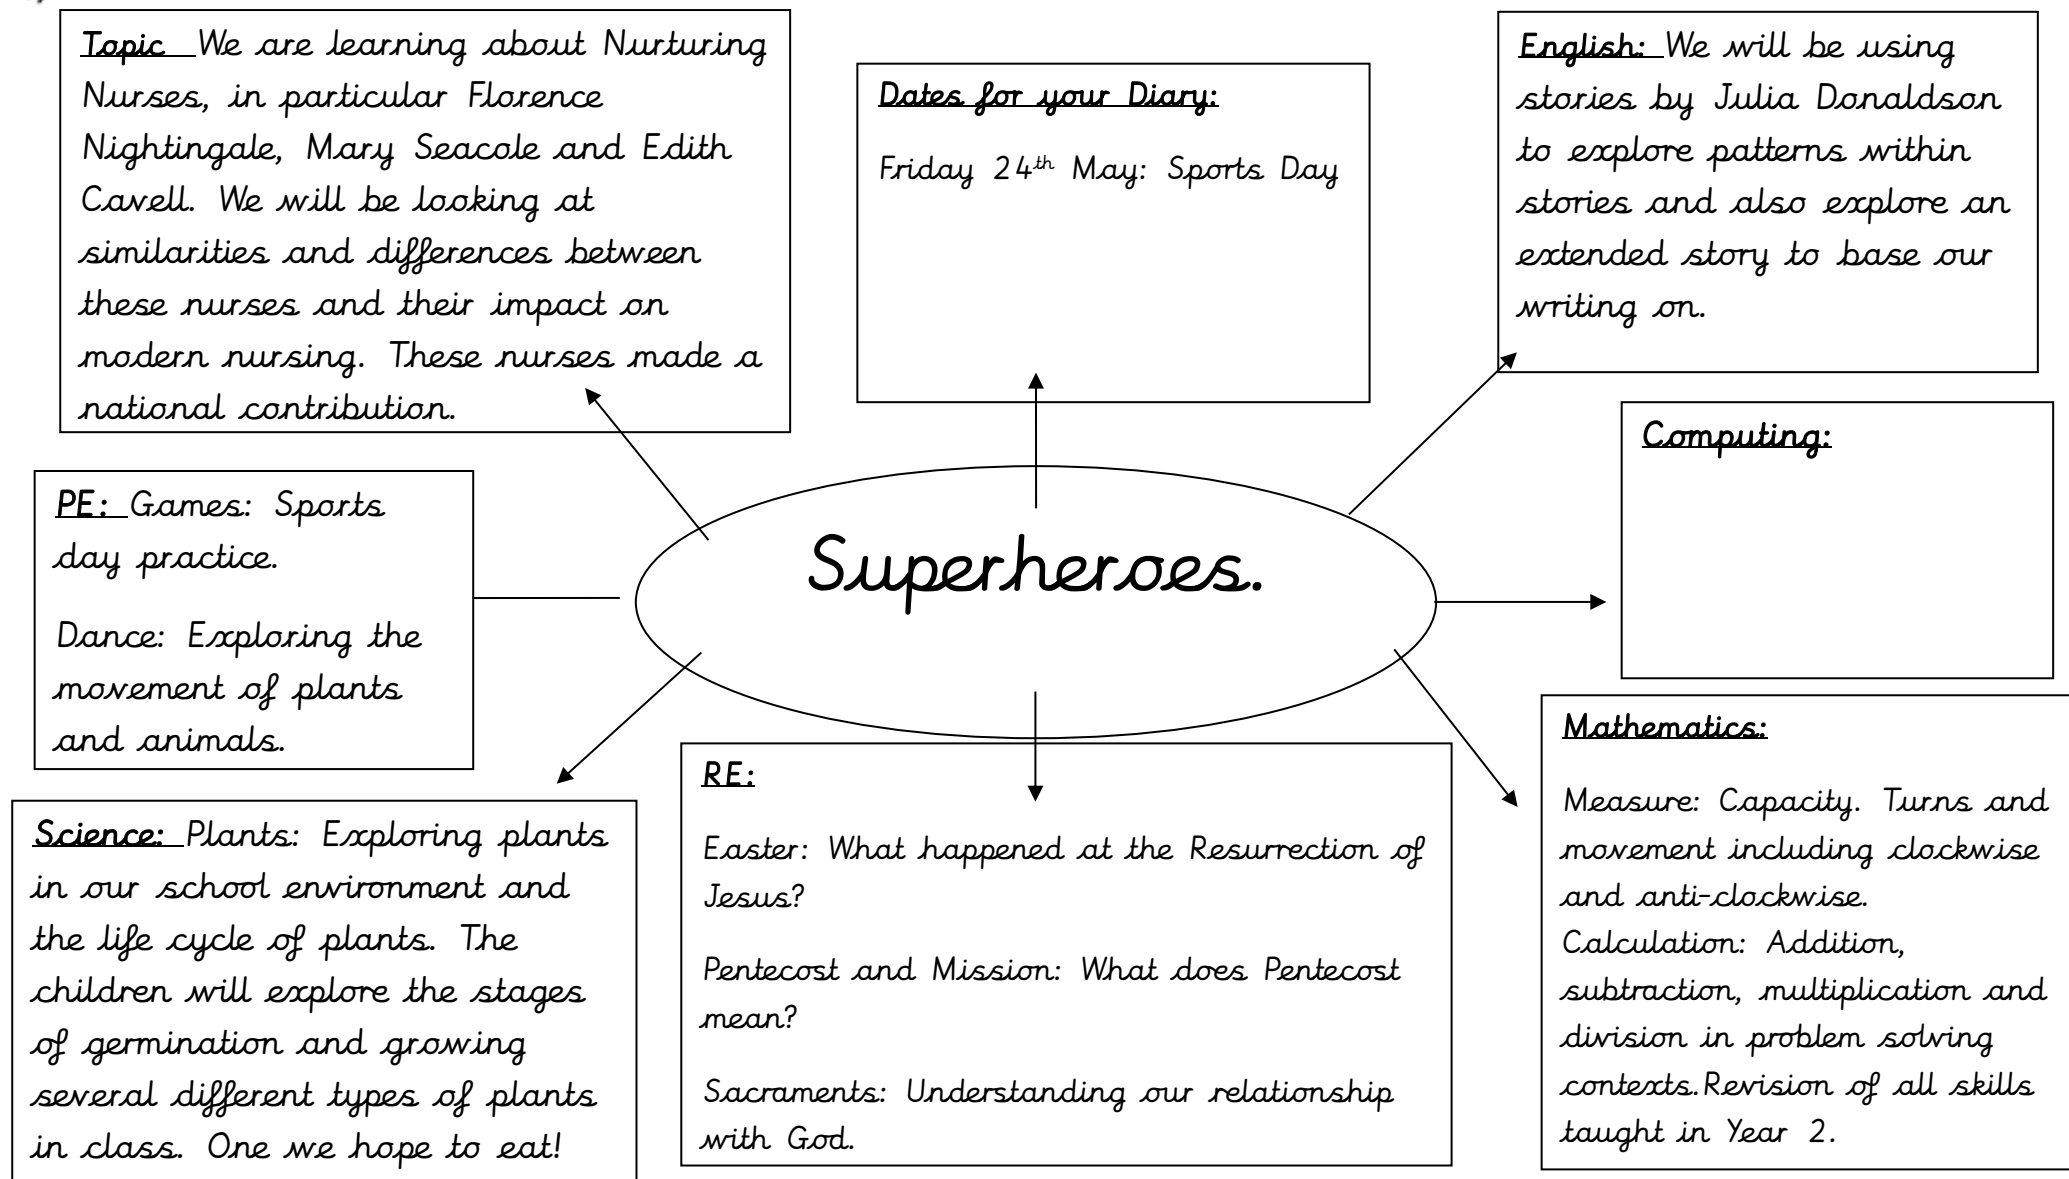 Topic We are learning about Nurturing
Nurses, in particular Florence
Nightingale, Mary Seacole and Edith
Cavell. We will be looking at
similarities and differences between
these nurses and their impact on
modern nursing. These nurses made a
national contribution.
Dates for your Diary:
Friday 24th May: Sports Day
English: We will be using
stories by Julia Donaldson
to explore patterns within
stories and also explore an
extended story to base our
writing on.
Computing:
PE: Games: Sports
day practice.
Dance: Exploring the
movement of plants
and animals.
Superheroes.
Science: Plants: Exploring plants
in our school environment and
the life cycle of plants. The
children will explore the stages
of germination and growing
several different types of plants
in class. One we hope to eat!
RE:
Easter: What happened at the Resurrection of
Jesus?
Pentecost and Mission: What does Pentecost
mean?
Sacraments: Understanding our relationship
with God.
Mathematics:
Measure: Capacity. Turns and
movement including clockwise
and anti-clockwise.
Calculation: Addition,
subtraction, multiplication and
division in problem solving
contexts.Revision of all skills
taught in Year 2.